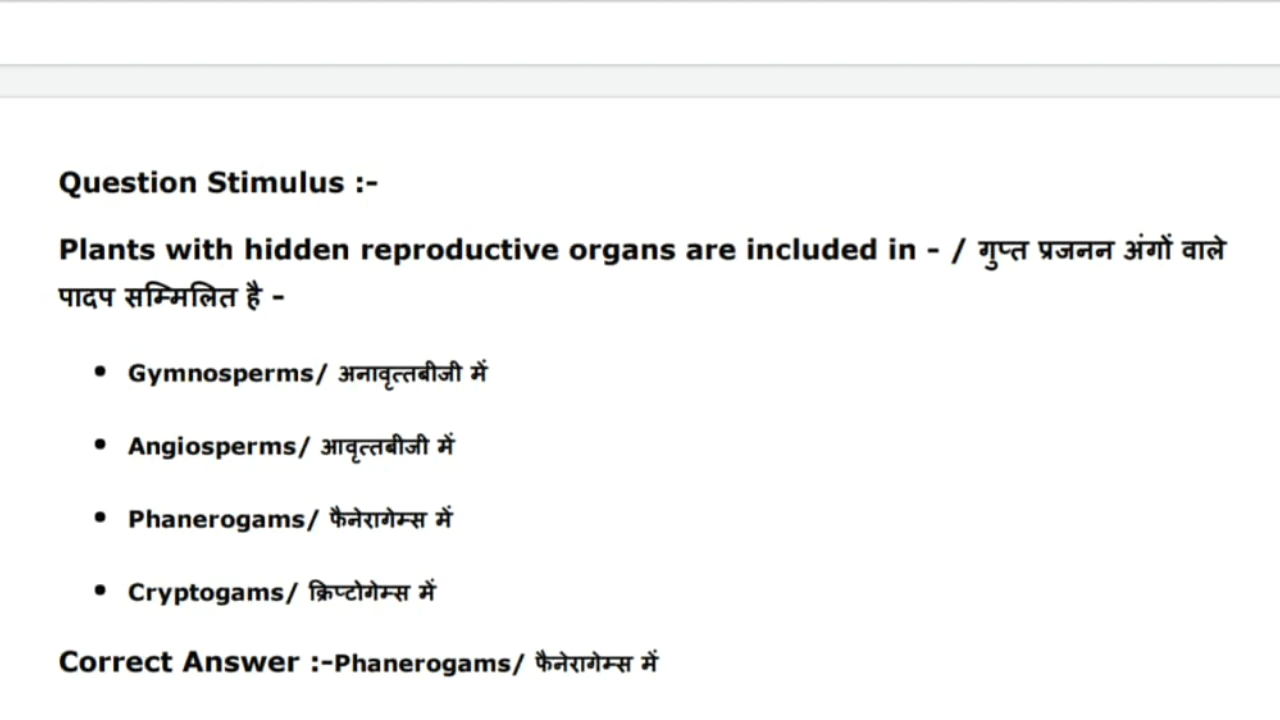 Question Stimulus :-
Plants with hidden reproductive organs are included in - / गुप्त प्रजनन अंगों वाले
पादप सम्मिलित है -
• Gymnosperms/ अनावृत्तबीजी में
• Angiosperms/ आवृत्तबीजी में
• Phanerogams/ फैनेरागेम्स में
• Cryptogams/ क्रिप्टोगेम्स में
Correct Answer :-Phanerogams/ फैनेरागेम्स में